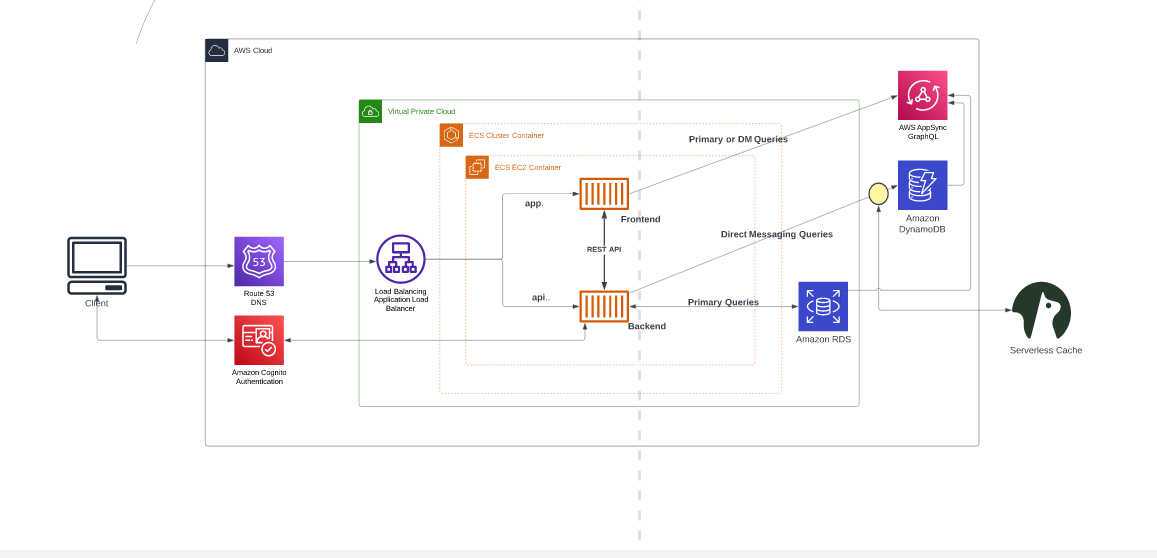 AWS Cloud
Virtual Private Cloud
ECS Cluster Container
ECS EC2 Container
Primary or DM Queries
AWS AppSync
GraphQL
app.
Frontend
Amazon
DynamoDB
Direct Messaging Queries
REST API
53
Client
Route 53
DNS
Load Balancing
Application Load
Balancer
api..
Primary Queries
Backend
Amazon RDS
Serverless Cache
Amazon Cognito
Authentication